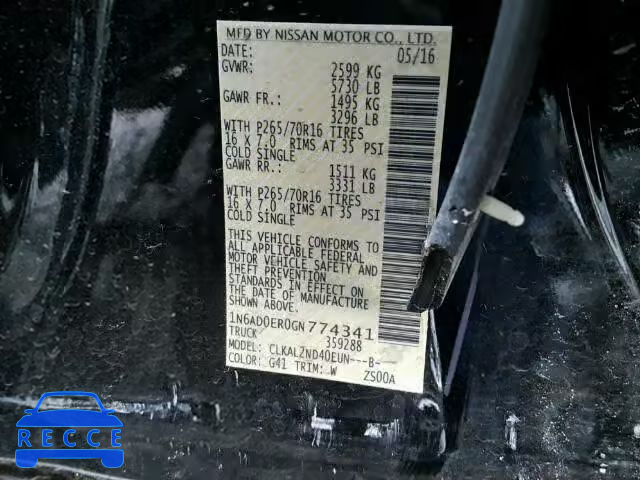 MFD BY NISSAN MOTOR CO., LTD.
DATE: 05/16
GVWR: 2599 KG
5730 LB
GAWR FR.: 1495 KG
3296 LB
WITH P265/70R16 TIRES
16 X 7.0 RIMS AT 35 PSI
COLD SINGLE
GAWR RR.: 1511 KG
3331 LB
WITH P265/70R16 TIRES
16 X 7.0 RIMS AT 35 PSI
COLD SINGLE
THIS VEHICLE CONFORMS TO
ALL APPLICABLE FEDERAL
MOTOR VEHICLE SAFETY AND
THEFT PREVENTION
STANDARDS IN EFFECT ON
THE DATE OF MANUFACTURE
SHOWN ABOVE.
1N6AD0ER0GN774341
TRUCK 359288
MODEL: CLKALZND40EUN---B-
COLOR: G41 TRIM: W ZS00A
RECCE